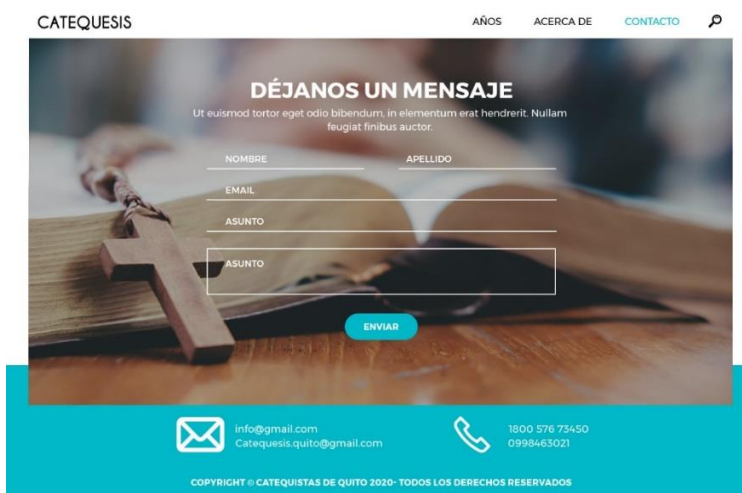 CATEQUESIS
AÑOS
ACERCA DE
CONTACTO
DÉJANOS UN MENSAJE
Ut euismod tortor eget odio bibendum, in elementum erat hendrerit. Nullam
feugiat finibus auctor.
NOMBRE
APELLIDO
EMAIL
ASUNTO
ASUNTO
ENVIAR
info@gmail.com
Catequesis.quito@gmail.com
1800 576 73450
0998463021
COPYRIGHT © CATEQUISTAS DE QUITO 2020- TODOS LOS DERECHOS RESERVADOS